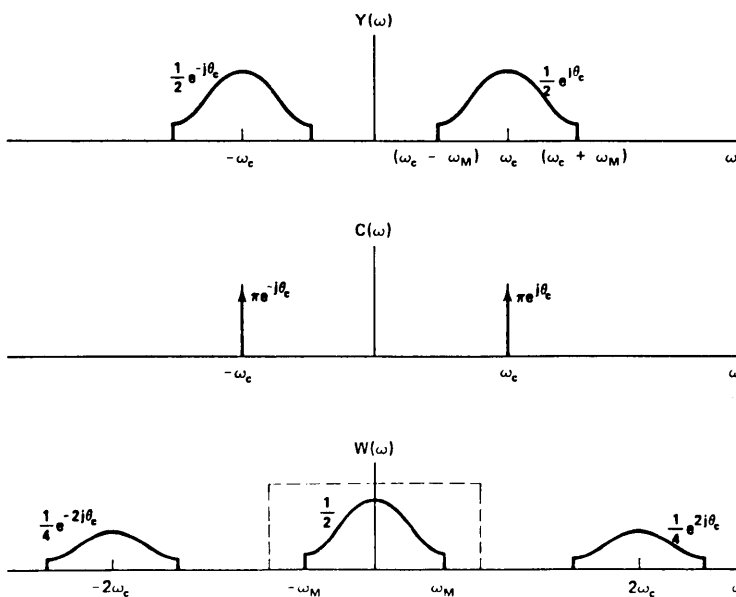 Y(ω)
1/2 e^{-jθ_c}
1/2 e^{jθ_c}
-ω_c
(ω_c - ω_M)
ω_c
(ω_c + ω_M)
ω
C(ω)
πe^{-jθ_c}
πe^{jθ_c}
-ω_c
ω_c
ω
W(ω)
1/4 e^{-2jθ_c}
1/2
1/4 e^{2jθ_c}
-2ω_c
-ω_M
ω_M
2ω_c
ω